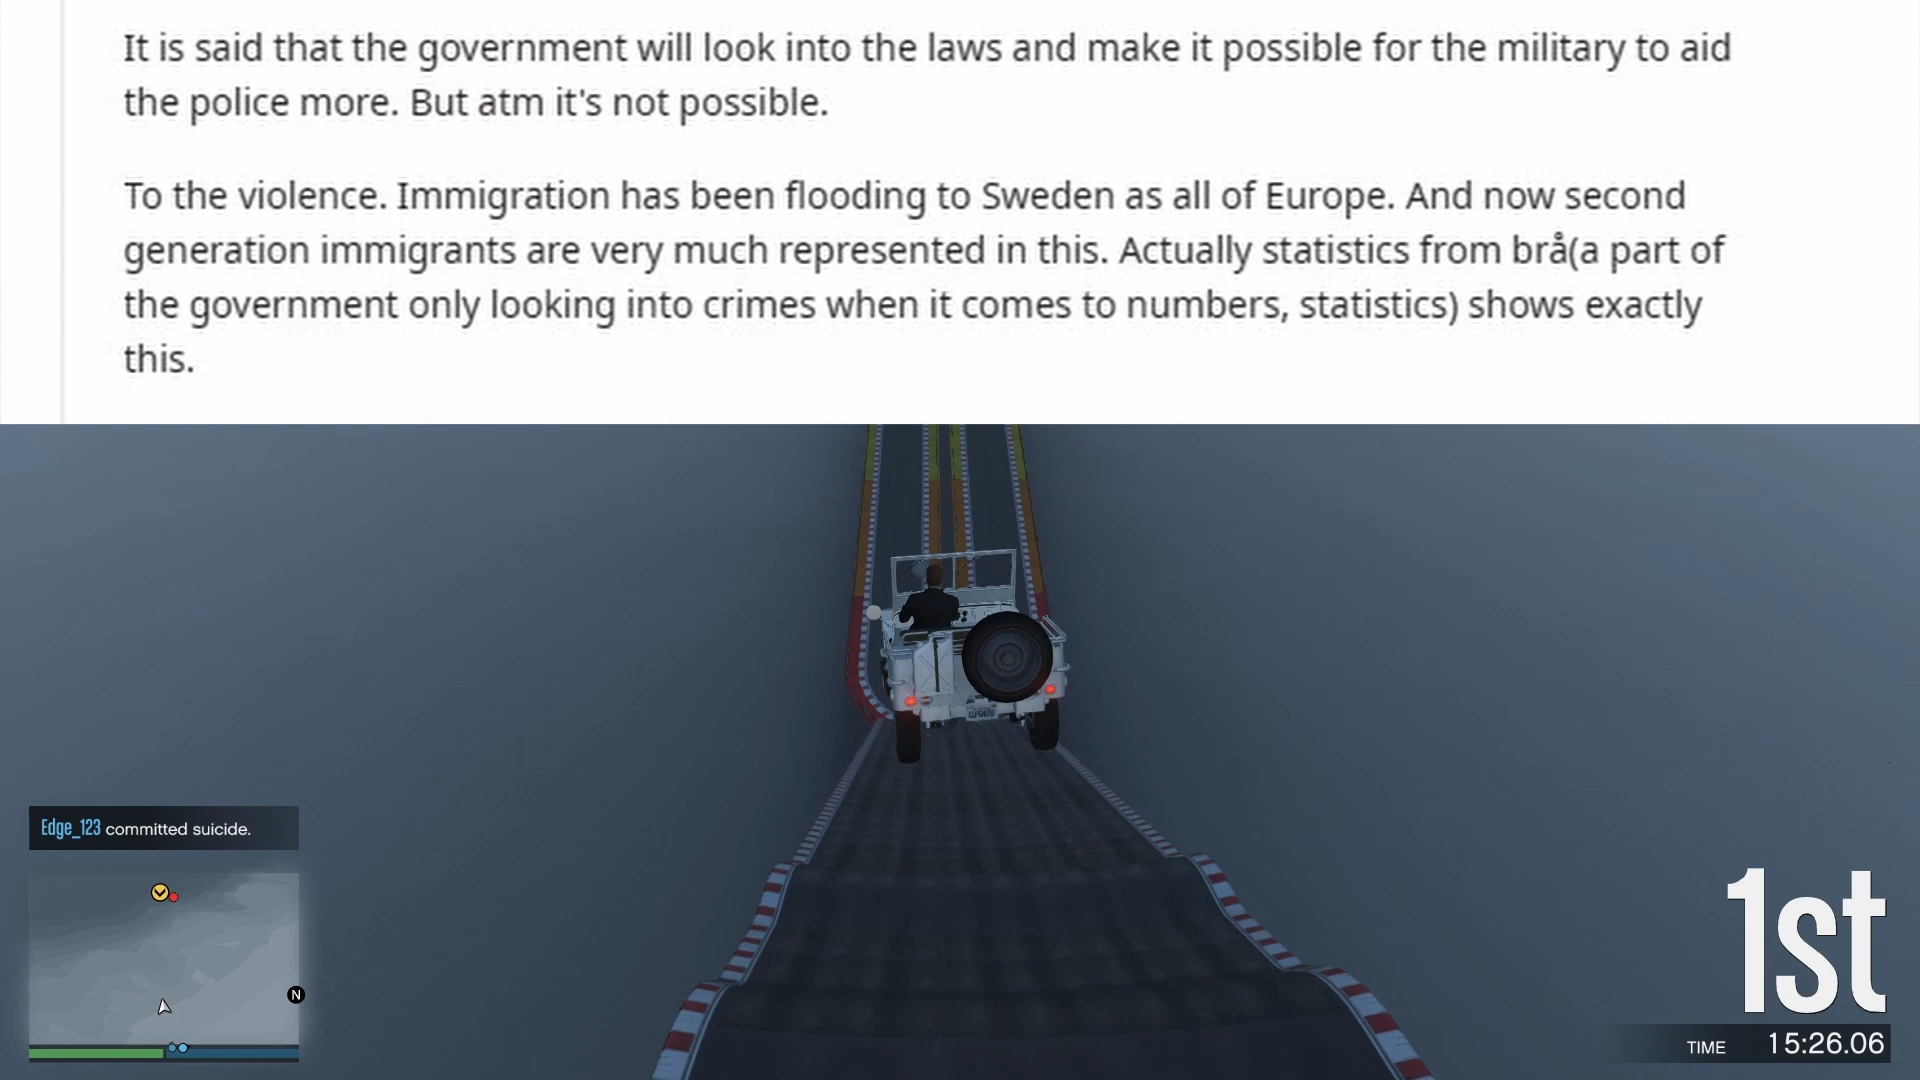 It is said that the government will look into the laws and make it possible for the military to aid
the police more. But atm it's not possible.
To the violence. Immigration has been flooding to Sweden as all of Europe. And now second
generation immigrants are very much represented in this. Actually statistics from brå(a part of
the government only looking into crimes when it comes to numbers, statistics) shows exactly
this.
Edge_123 committed suicide.
N
1st
TIME 15:26.06